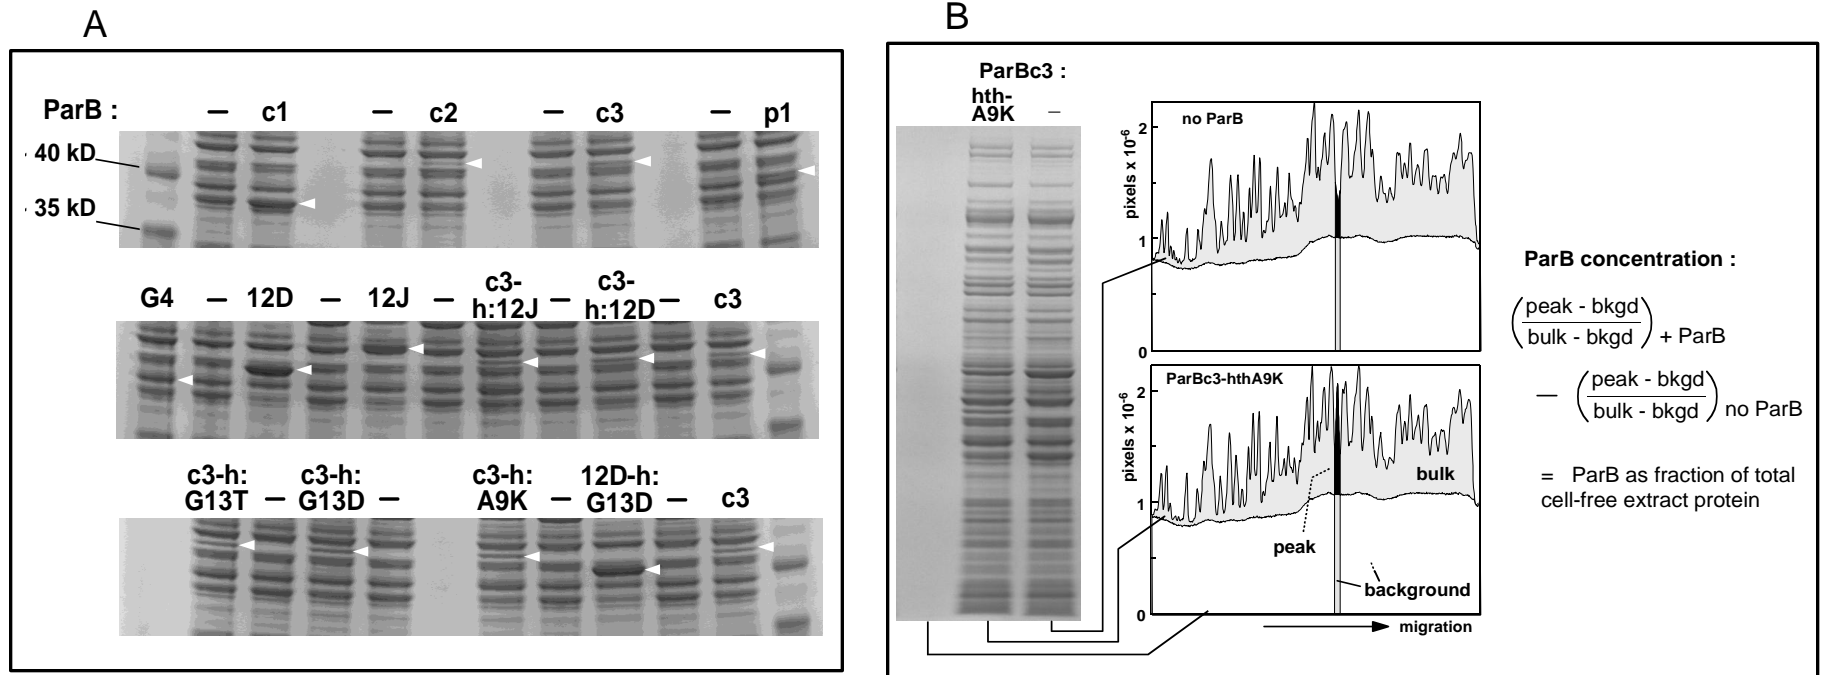 A
ParB :
– c1 – c2 – c3 – p1
40 kD
35 kD
G4 – 12D – 12J – c3-h:12J – c3-h:12D – c3
c3-h:G13T – c3-h:G13D – c3-h:A9K – 12D-h:G13D – c3
B
ParBc3 :
hth-
A9K –
no ParB
pixels x 10-6
2
1
0
ParBc3-hthA9K
pixels x 10-6
2
1
0
bulk
peak
background
migration
ParB concentration :
( peak - bkgd
bulk - bkgd ) + ParB
— ( peak - bkgd
bulk - bkgd ) no ParB
= ParB as fraction of total
cell-free extract protein